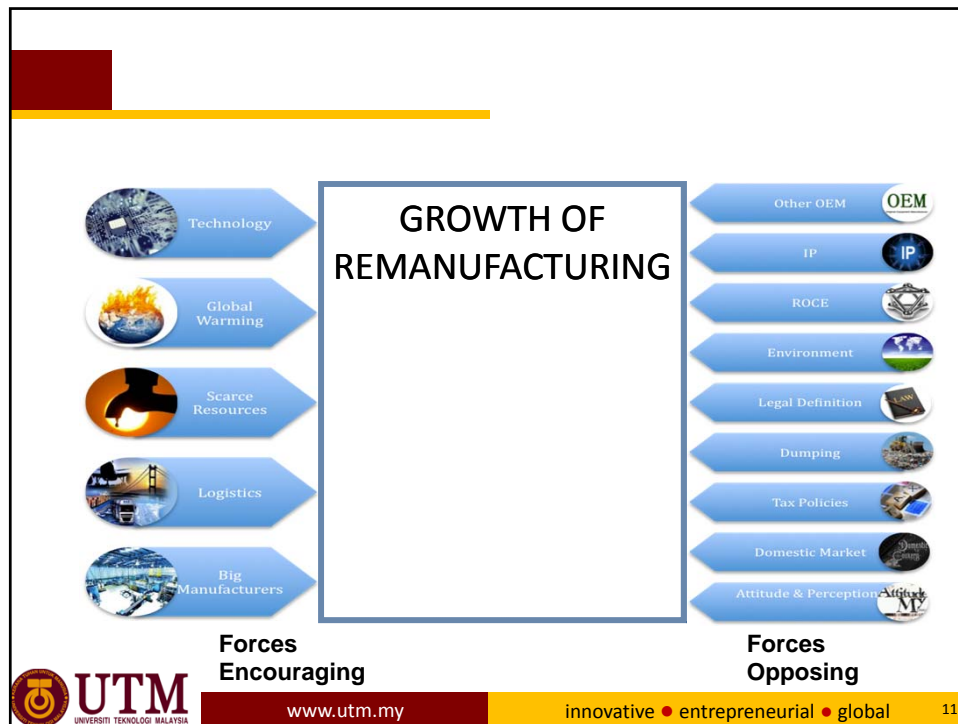 GROWTH OF
REMANUFACTURING
Technology
Global
Warming
Scarce
Resources
Logistics
Big
Manufacturers
Other OEM
OEM
IP
IP
ROCE
Environment
Legal Definition
LAW
Dumping
Tax Policies
Domestic Market
Attitude & Perception
Attitude
Forces
Encouraging
Forces
Opposing
UTM
UNIVERSITI TEKNOLOGI MALAYSIA
www.utm.my
innovative ● entrepreneurial ● global
11